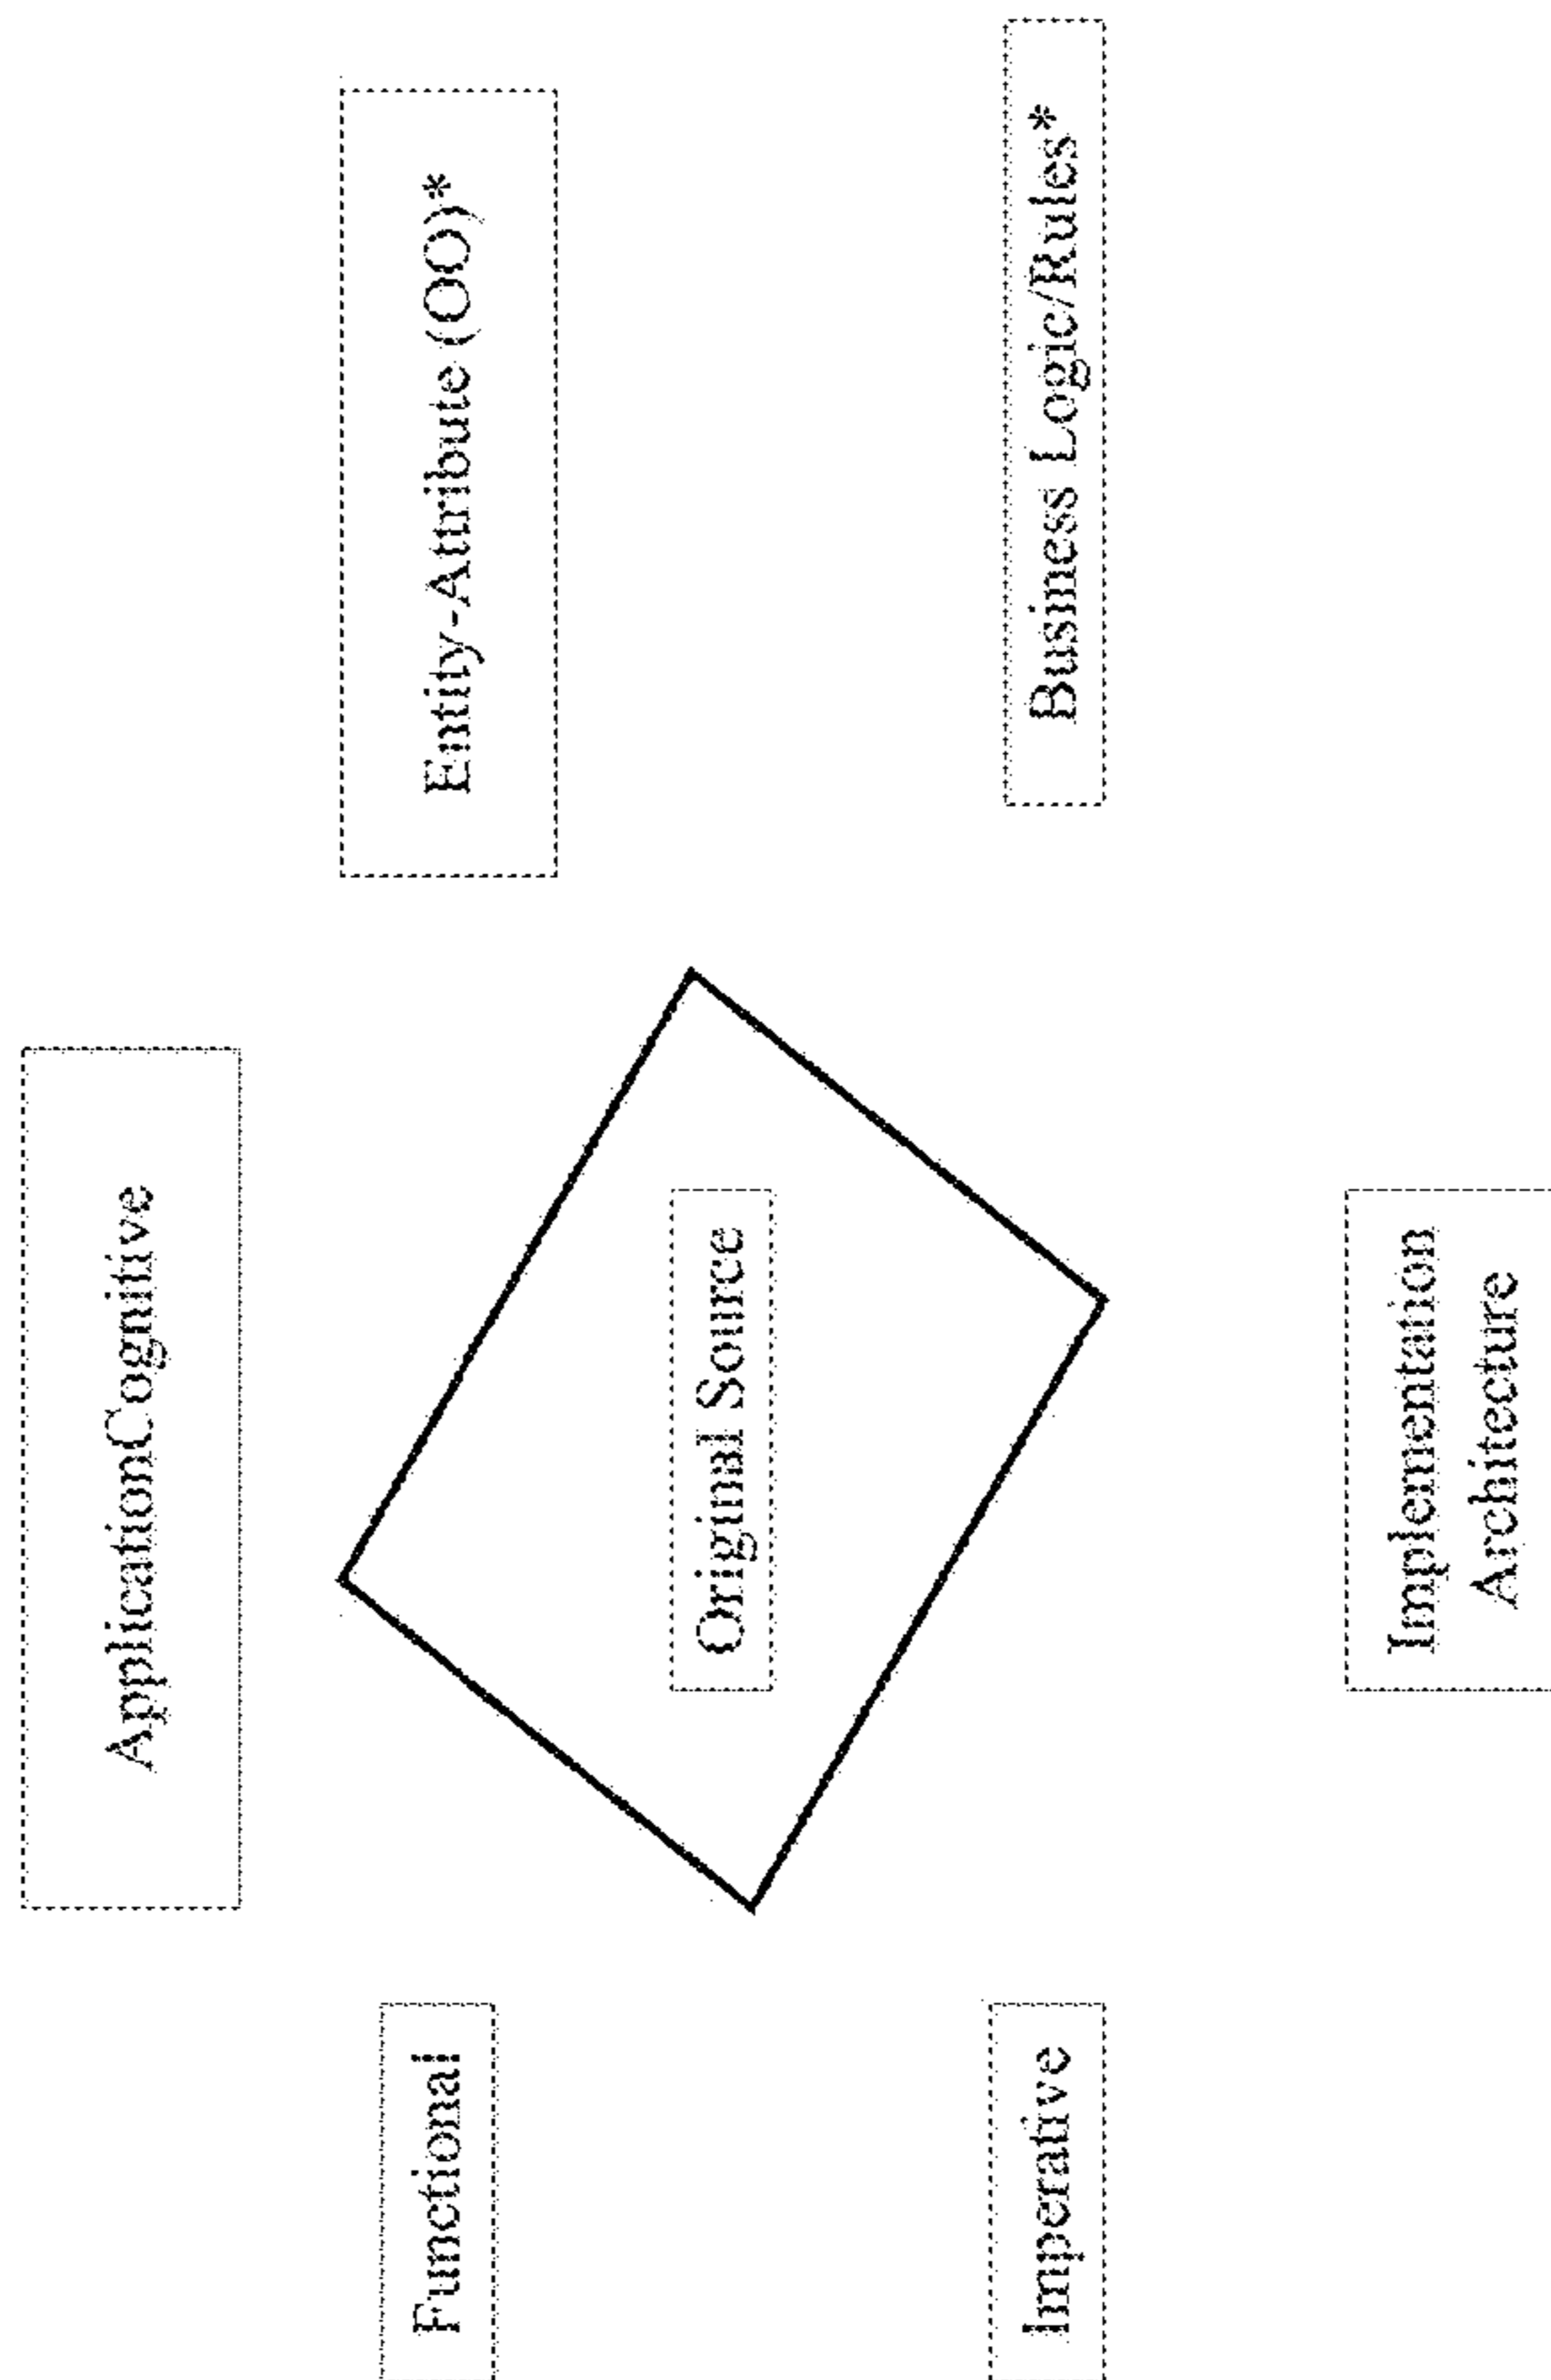 ApplicationCognitive
Functional
Entity-Attribute (OO)*
Original Source
Imperative
Business Logic/Rules*
Implementation
Architecture